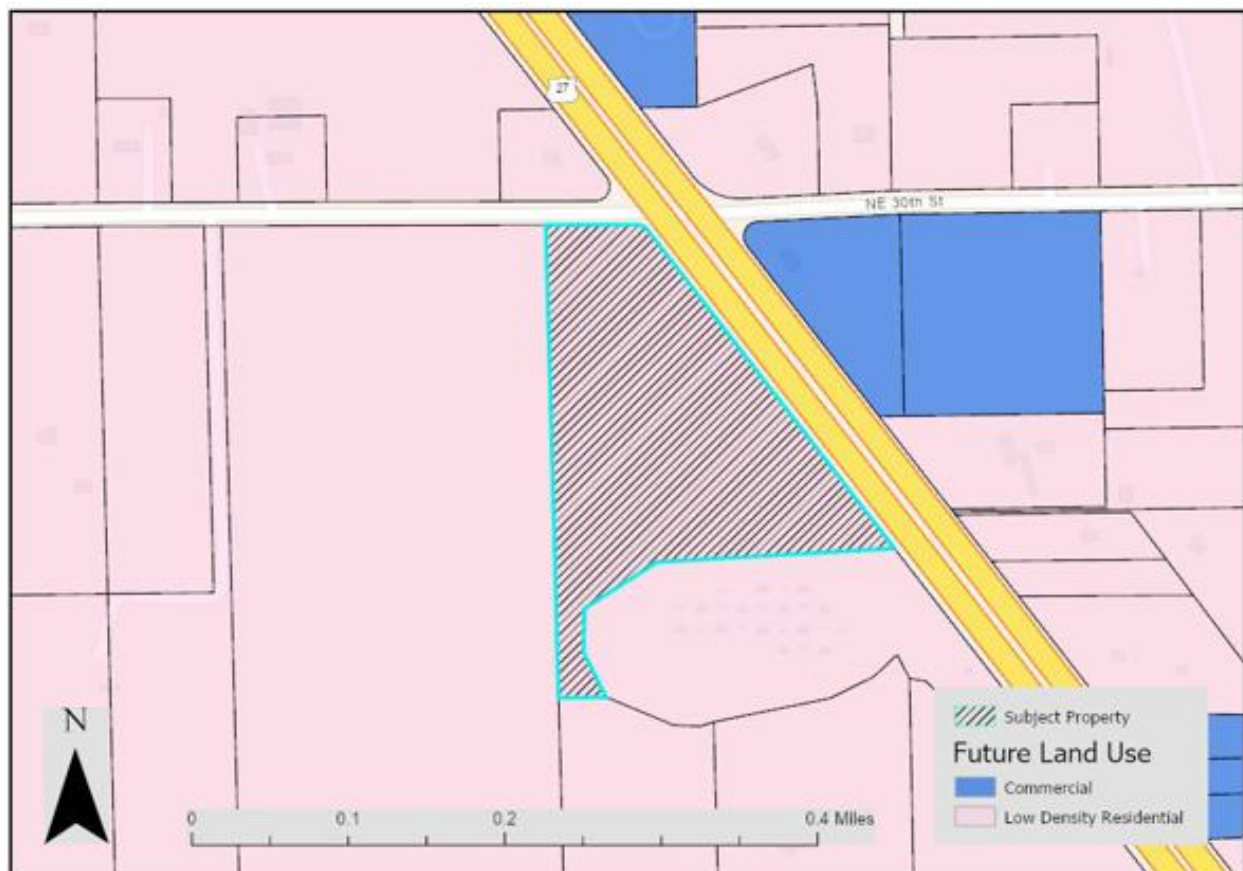 27
NE 30th St
N
0 0.1 0.2 0.4 Miles
Subject Property
Future Land Use
Commercial
Low Density Residential